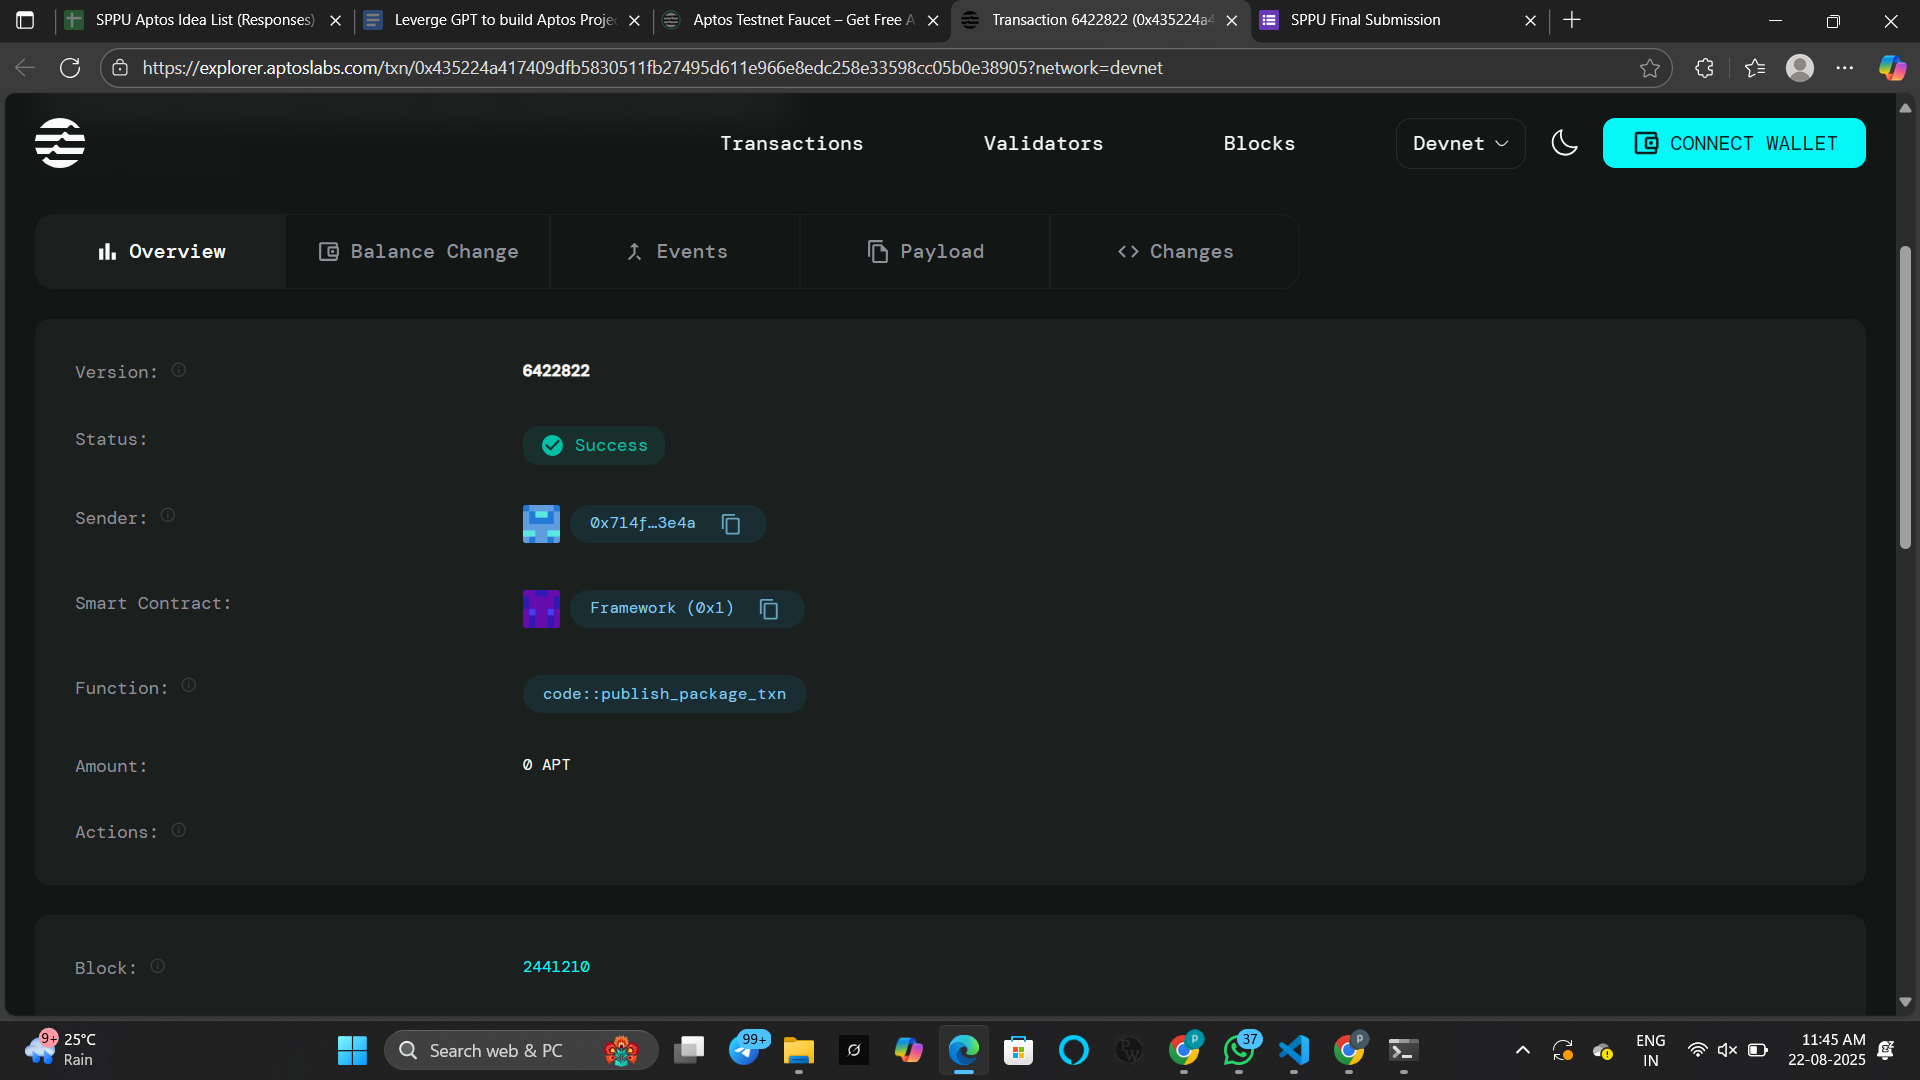 SPPU Aptos Idea List (Responses)
Leverge GPT to build Aptos Projec
Aptos Testnet Faucet – Get Free A
Transaction 6422822 (0x435224a4
SPPU Final Submission
https://explorer.aptoslabs.com/txn/0x435224a417409dfb5830511fb27495d611e966e8edc258e33598cc05b0e38905?network=devnet
Transactions
Validators
Blocks
Devnet
CONNECT WALLET
Overview
Balance Change
Events
Payload
Changes
Version:
6422822
Status:
Success
Sender:
0x714f…3e4a
Smart Contract:
Framework (0x1)
Function:
code::publish_package_txn
Amount:
0 APT
Actions:
Block:
2441210
9+
25°C
Rain
Search web & PC
99+
P
37
P
ENG
IN
11:45 AM
22-08-2025